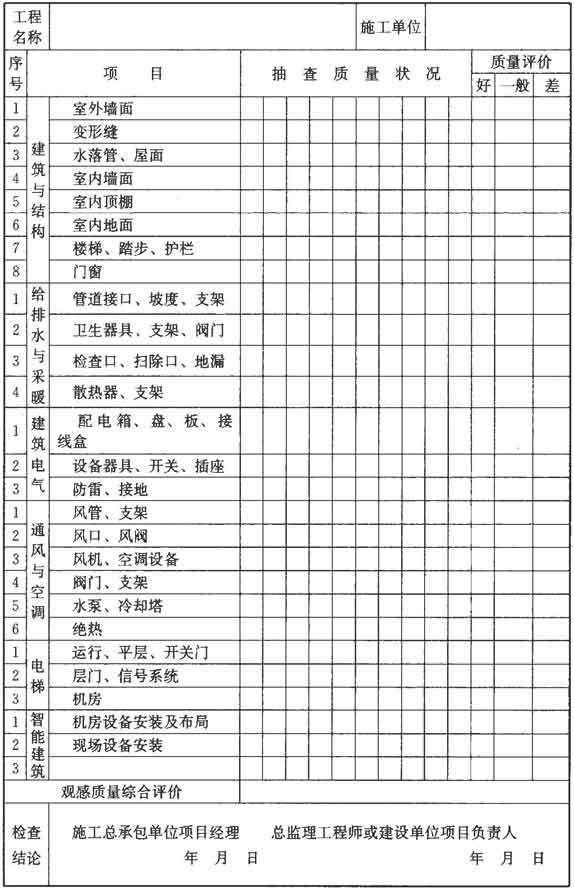 工程名称 施工单位
序号 项目 抽查质量状况 质量评价
好 一般 差
建筑与结构
1 室外墙面
2 变形缝
3 水落管、屋面
4 室内墙面
5 室内顶棚
6 室内地面
7 楼梯、踏步、护栏
8 门窗
给排水与采暖
1 管道接口、坡度、支架
2 卫生器具、支架、阀门
3 检查口、扫除口、地漏
4 散热器、支架
建筑电气
1 配电箱、盘、板、接
线盒
2 设备器具、开关、插座
3 防雷、接地
通风与空调
1 风管、支架
2 风口、风阀
3 风机、空调设备
4 阀门、支架
5 水泵、冷却塔
6 绝热
电梯
1 运行、平层、开关门
2 层门、信号系统
3 机房
智能建筑
1 机房设备安装及布局
2 现场设备安装
3
观感质量综合评价
检查结论
施工总承包单位项目经理 总监理工程师或建设单位项目负责人
年 月 日 年 月 日